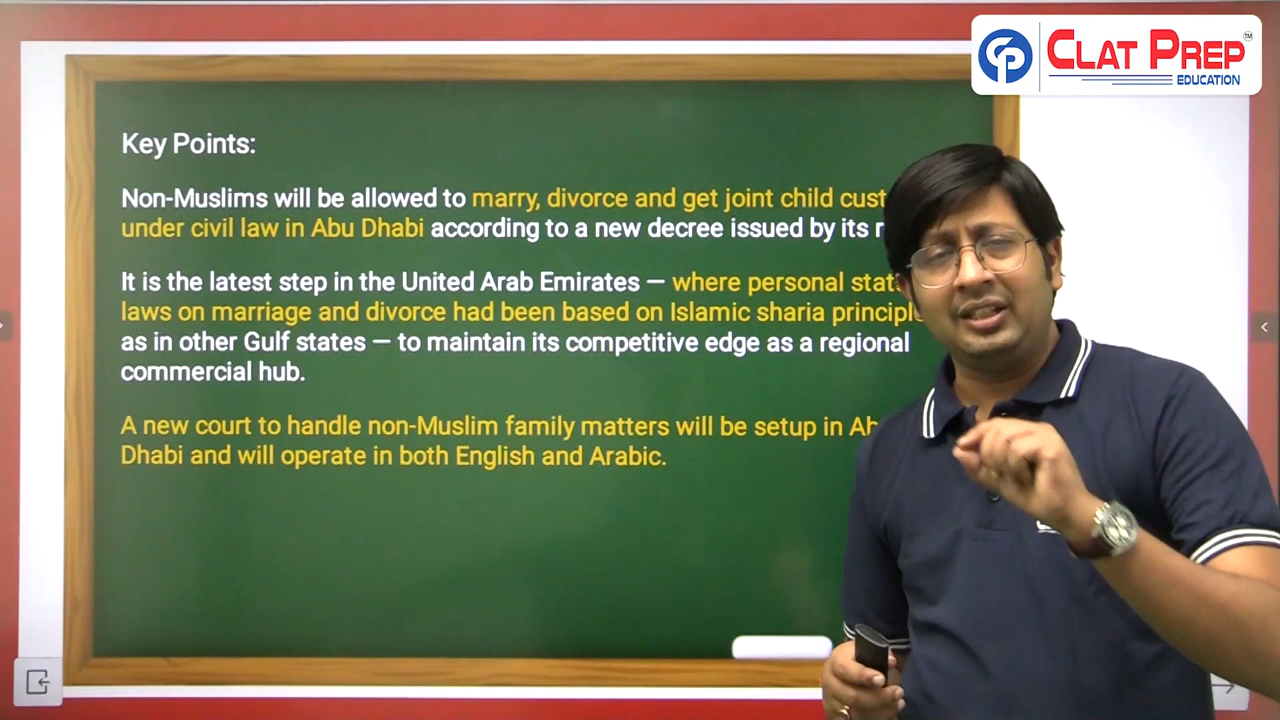 CLAT PREP
TM
EDUCATION
Key Points:
Non-Muslims will be allowed to marry, divorce and get joint child
under civil law in Abu Dhabi according to a new decree issued by its
It is the latest step in the United Arab Emirates — where personal
laws on marriage and divorce had been based on Islamic sharia
as in other Gulf states — to maintain its competitive edge as a regional
commercial hub.
A new court to handle non-Muslim family matters will be setup in
Dhabi and will operate in both English and Arabic.